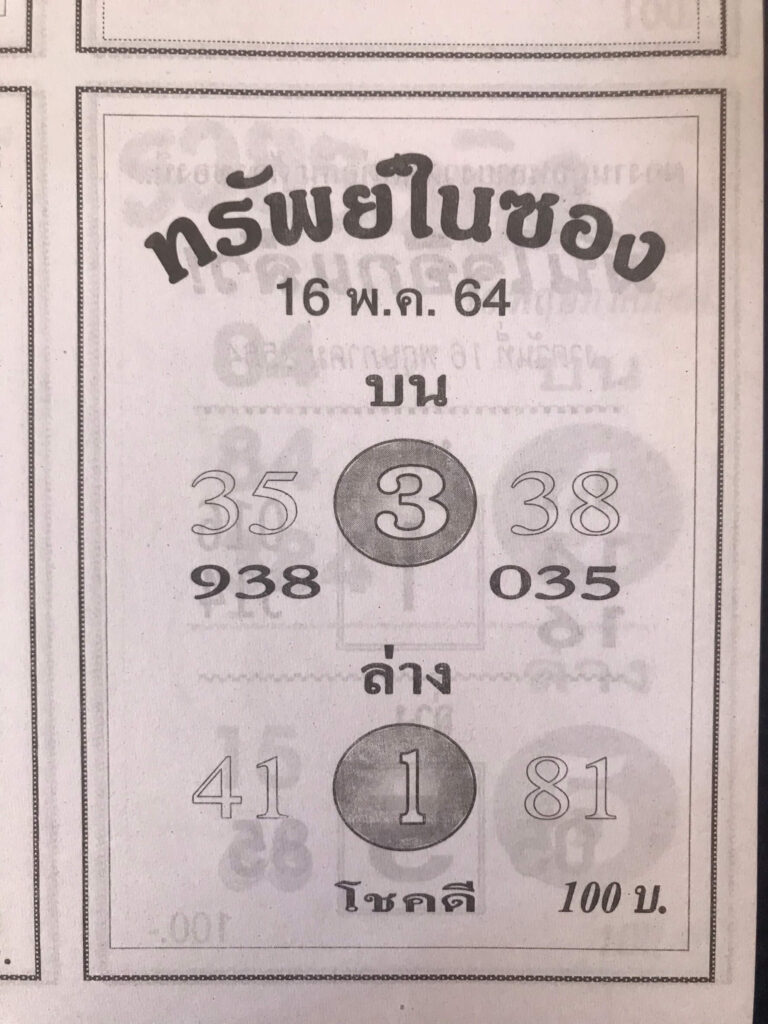 ทรัพย์ในซอง
16 พ.ค. 64
บน
35 3 38
938 035
ล่าง
41 1 81
โชคดี 100 บ.